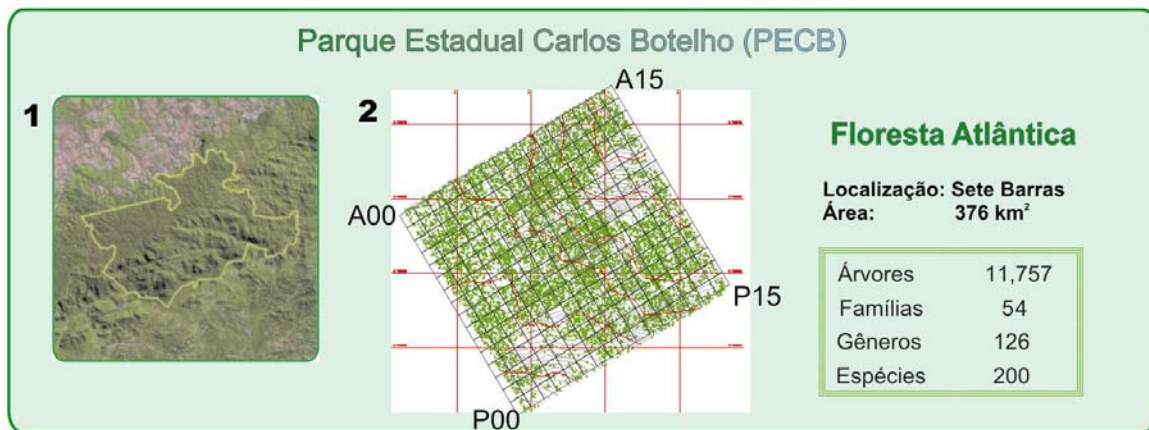 Parque Estadual Carlos Botelho (PECB)
1
2
A15
A00
P15
P00
Floresta Atlântica
Localização: Sete Barras
Área: 376 km²
Árvores 11,757
Famílias 54
Gêneros 126
Espécies 200